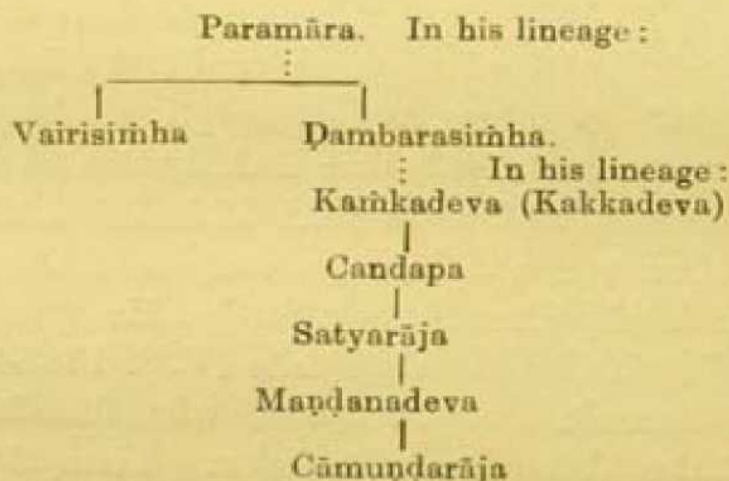 Paramāra. In his lineage:
Vairisiṁha Ḍambarasiṁha.
In his lineage:
Kaṁkadeva (Kakkadeva)
Candapa
Satyarāja
Maṇḍanadeva
Cāmuṇḍarāja